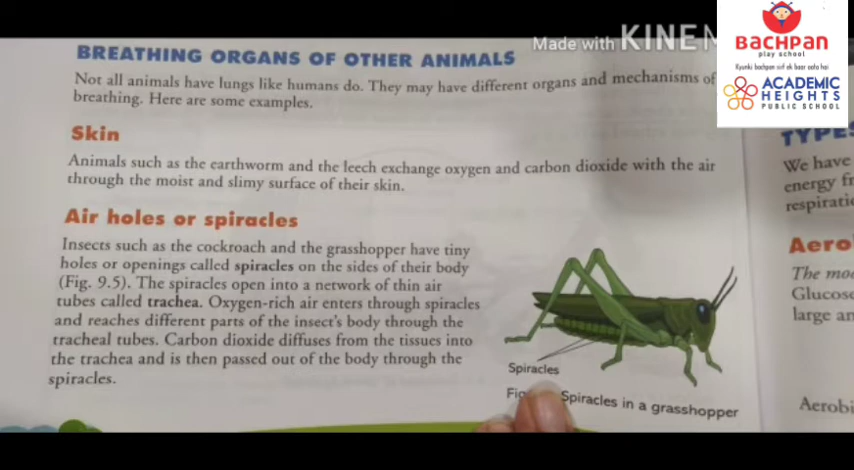 Made with KINEM
BACHPAN
play school
Kyunki bachpan sirf ek baar aata hai
ACADEMIC
HEIGHTS
PUBLIC SCHOOL
BREATHING ORGANS OF OTHER ANIMALS
Not all animals have lungs like humans do. They may have different organs and mechanisms of
breathing. Here are some examples.
Skin
Animals such as the earthworm and the leech exchange oxygen and carbon dioxide with the air
through the moist and slimy surface of their skin.
Air holes or spiracles
Insects such as the cockroach and the grasshopper have tiny
holes or openings called spiracles on the sides of their body
(Fig. 9.5). The spiracles open into a network of thin air
tubes called trachea. Oxygen-rich air enters through spiracles
and reaches different parts of the insect's body through the
tracheal tubes. Carbon dioxide diffuses from the tissues into
the trachea and is then passed out of the body through the
spiracles.
Spiracles
Fig Spiracles in a grasshopper
TYPES
We have
energy fr
respiratio
Aero
The mo
Glucose
large an
Aerobi